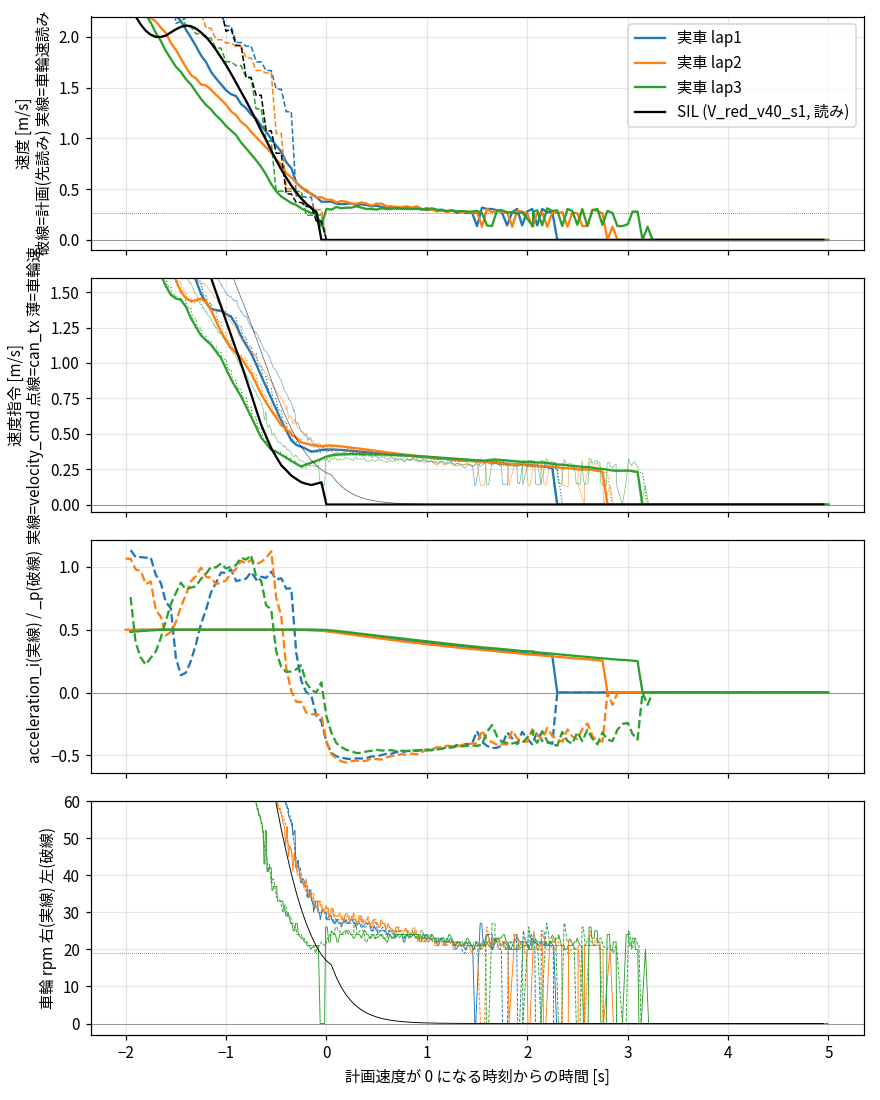 速度 [m/s]
破線=計画(先読み) 実線=車輪速読み
2.0
1.5
1.0
0.5
0.0
実車 lap1
実車 lap2
実車 lap3
SIL (V_red_v40_s1, 読み)
速度指令 [m/s]
実線=velocity_cmd 点線=can_tx 薄=車輪速
1.50
1.25
1.00
0.75
0.50
0.25
0.00
acceleration_i(実線) / _p(破線)
1.0
0.5
0.0
−0.5
車輪 rpm 右(実線) 左(破線)
60
50
40
30
20
10
0
−2 −1 0 1 2 3 4 5
計画速度が 0 になる時刻からの時間 [s]